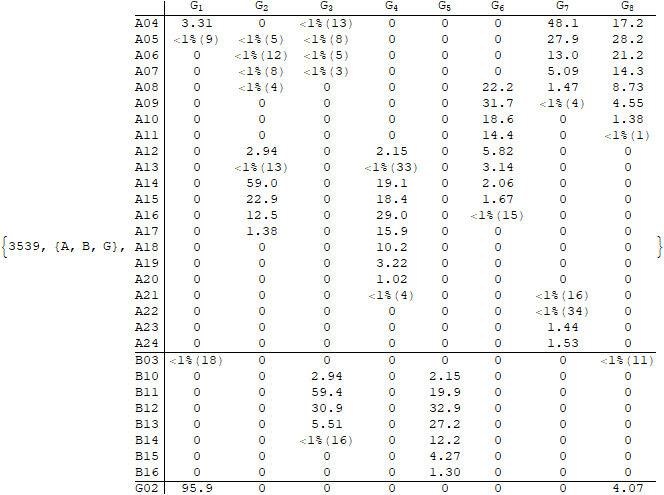 G1 G2 G3 G4 G5 G6 G7 G8
A04 3.31 0 <1%(13) 0 0 0 48.1 17.2
A05 <1%(9) <1%(5) <1%(8) 0 0 0 27.9 28.2
A06 0 <1%(12) <1%(5) 0 0 0 13.0 21.2
A07 0 <1%(8) <1%(3) 0 0 0 5.09 14.3
A08 0 <1%(4) 0 0 0 22.2 1.47 8.73
A09 0 0 0 0 0 31.7 <1%(4) 4.55
A10 0 0 0 0 0 18.6 0 1.38
A11 0 0 0 0 0 14.4 0 <1%(1)
A12 0 2.94 0 2.15 0 5.82 0 0
A13 0 <1%(13) 0 <1%(33) 0 3.14 0 0
A14 0 59.0 0 19.1 0 2.06 0 0
A15 0 22.9 0 18.4 0 1.67 0 0
A16 0 12.5 0 29.0 0 <1%(15) 0 0
A17 0 1.38 0 15.9 0 0 0 0
{3539, {A, B, G}, A18 0 0 0 10.2 0 0 0 0 }
A19 0 0 0 3.22 0 0 0 0
A20 0 0 0 1.02 0 0 0 0
A21 0 0 0 <1%(4) 0 0 <1%(16) 0
A22 0 0 0 0 0 0 <1%(34) 0
A23 0 0 0 0 0 0 1.44 0
A24 0 0 0 0 0 0 1.53 0
B03 <1%(18) 0 0 0 0 0 0 <1%(11)
B10 0 0 2.94 0 2.15 0 0 0
B11 0 0 59.4 0 19.9 0 0 0
B12 0 0 30.9 0 32.9 0 0 0
B13 0 0 5.51 0 27.2 0 0 0
B14 0 0 <1%(16) 0 12.2 0 0 0
B15 0 0 0 0 4.27 0 0 0
B16 0 0 0 0 1.30 0 0 0
G02 95.9 0 0 0 0 0 0 4.07